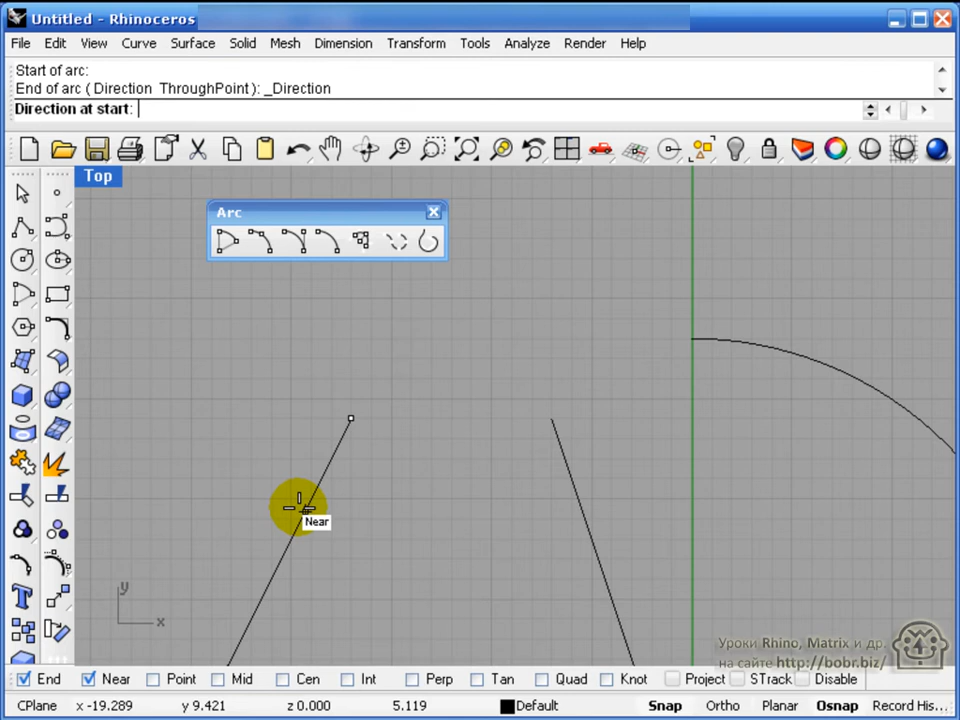 Untitled - Rhinoceros
File Edit View Curve Surface Solid Mesh Dimension Transform Tools Analyze Render Help
Start of arc:
End of arc ( Direction ThroughPoint ): _Direction
Direction at start:
Top
Arc
Near
y
x
Уроки Rhino, Matrix и др.
на сайте http://bobr.biz/
End Near Point Mid Cen Int Perp Tan Quad Knot Project STrack Disable
CPlane x -19.289 y 9.421 z 0.000 5.119 Default Snap Ortho Planar Osnap Record His...